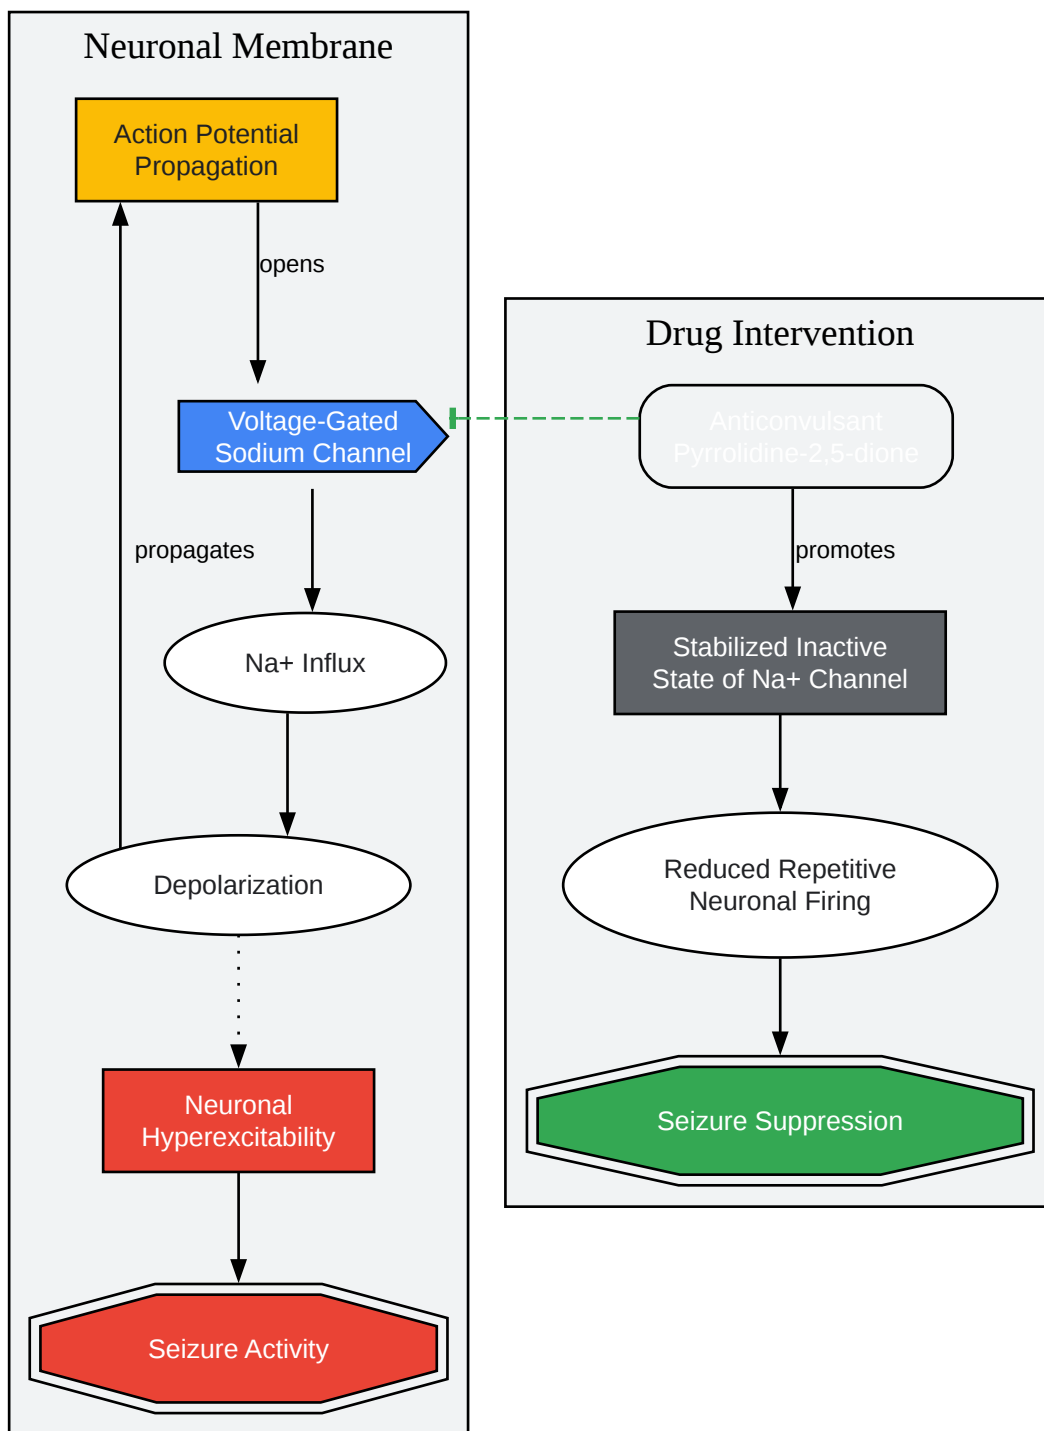 Neuronal Membrane
Action Potential
Propagation
opens
Voltage-Gated
Sodium Channel
propagates
Na+ Influx
Depolarization
Neuronal
Hyperexcitability
Seizure Activity
Drug Intervention
Anticonvulsant
Pyrrolidine-2,5-dione
promotes
Stabilized Inactive
State of Na+ Channel
Reduced Repetitive
Neuronal Firing
Seizure Suppression